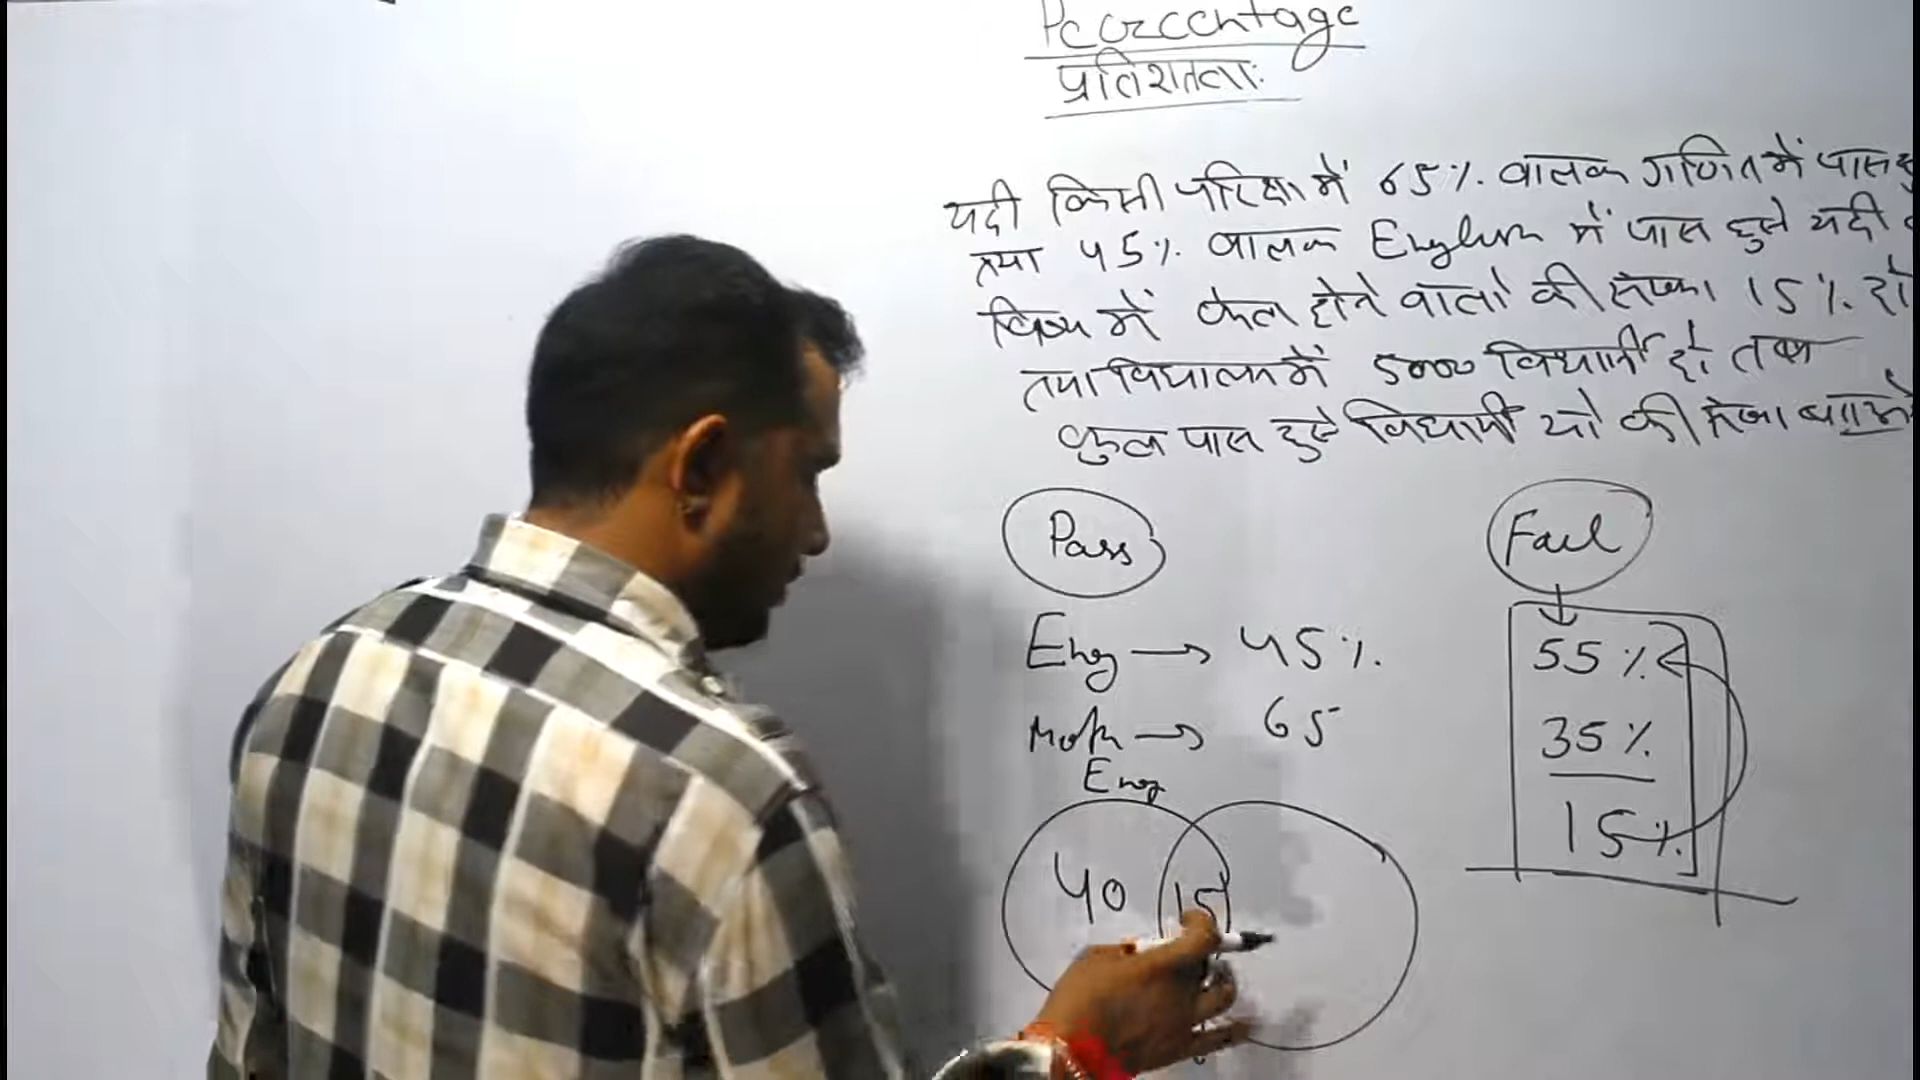 Percentage
प्रतिशतता:
यदी किसी परिक्षा में 65%. बालक गणित में पास
तथा 45%. बालक English में पास हुये यदी
विषय में फेल होने वालो की संख्या 15%. हो
तथा विद्यालय में 5000 विद्यार्थी हो तब
कुल पास हुये विद्यार्थी यो की संख्या बताओ
Pass
Fail
Eng → 45%.
55%
Math → 65
35%
Eng
15%.
40 15